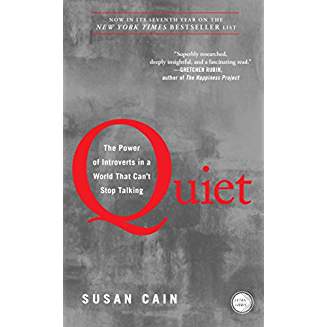 NOW IN ITS SEVENTH YEAR ON THE
NEW YORK TIMES BESTSELLER LIST
"Superbly researched,
deeply insightful, and a fascinating read."
—GRETCHEN RUBIN,
author of The Happiness Project
The Power
of Introverts in a
World That Can't
Stop Talking
Quiet
SUSAN CAIN